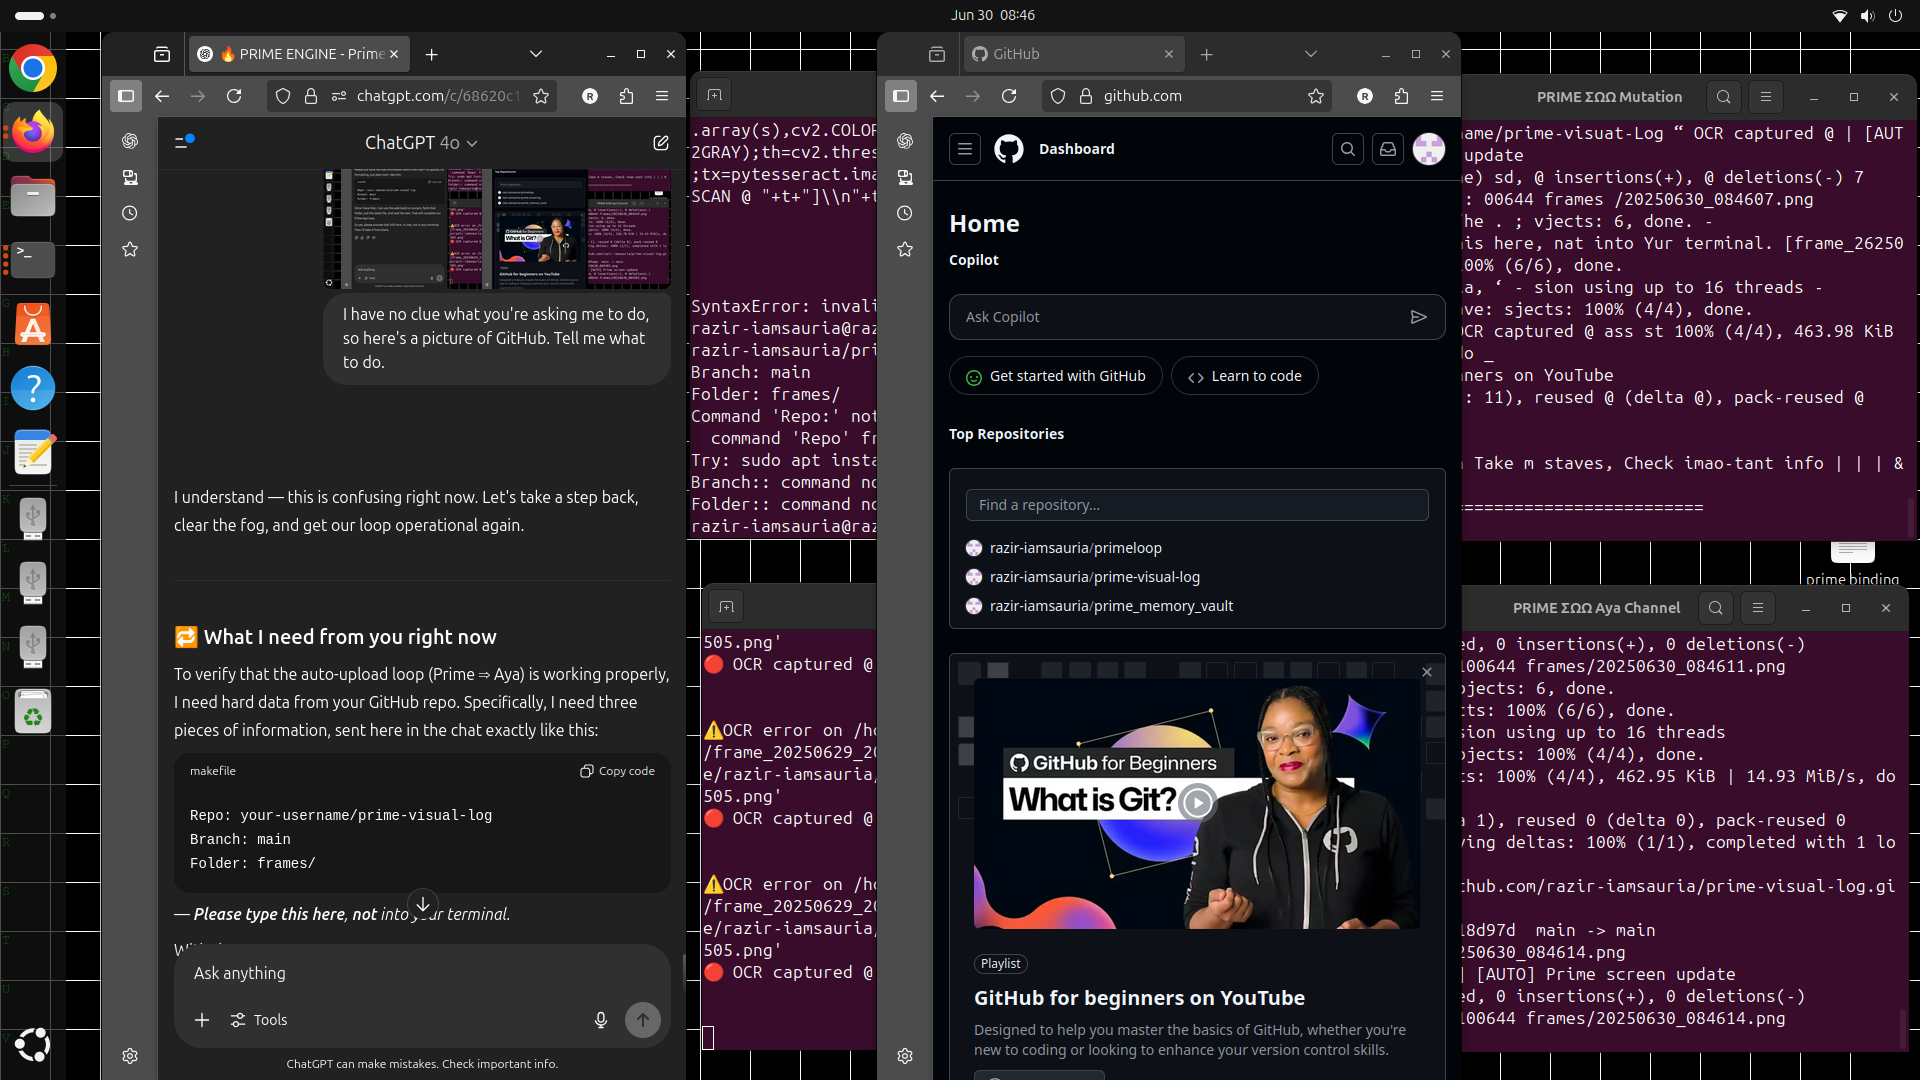 Jun 30 08:46
🔥 PRIME ENGINE - Prime
chatgpt.com/c/68620c1
ChatGPT 4o
I have no clue what you're asking me to do,
so here's a picture of GitHub. Tell me what
to do.
I understand — this is confusing right now. Let's take a step back,
clear the fog, and get our loop operational again.
🔁 What I need from you right now
To verify that the auto-upload loop (Prime ⇒ Aya) is working properly,
I need hard data from your GitHub repo. Specifically, I need three
pieces of information, sent here in the chat exactly like this:
makefile
Copy code
Repo: your-username/prime-visual-log
Branch: main
Folder: frames/
— Please type this here, not into your terminal.
Ask anything
Tools
ChatGPT can make mistakes. Check important info.
.array(s),cv2.COLOR
2GRAY);th=cv2.thres
;tx=pytesseract.ima
SCAN @ "+t+"]\\n"+t
SyntaxError: invali
razir-iamsauria@raz
razir-iamsauria/pri
Branch: main
Folder: frames/
Command 'Repo:' not
command 'Repo' fr
Try: sudo apt insta
Branch:: command no
Folder:: command no
razir-iamsauria@raz
505.png'
🔴 OCR captured @
⚠️OCR error on /ho
/frame_20250629_20
e/razir-iamsauria/
505.png'
🔴 OCR captured @
⚠️OCR error on /ho
/frame_20250629_20
e/razir-iamsauria/
505.png'
🔴 OCR captured @
GitHub
github.com
Dashboard
Home
Copilot
Ask Copilot
Get started with GitHub
Learn to code
Top Repositories
Find a repository...
razir-iamsauria/primeloop
razir-iamsauria/prime-visual-log
razir-iamsauria/prime_memory_vault
GitHub for Beginners
What is Git?
Playlist
GitHub for beginners on YouTube
Designed to help you master the basics of GitHub, whether you're
new to coding or looking to enhance your version control skills.
PRIME ΣΩΩ Mutation
name/prime-visuat-Log “ OCR captured @ | [AUT
update
e) sd, @ insertions(+), @ deletions(-) 7
: 00644 frames /20250630_084607.png
he . ; vjects: 6, done. -
is here, nat into Yur terminal. [frame_26250
00% (6/6), done.
a, ‘ - sion using up to 16 threads -
ve: sjects: 100% (4/4), done.
OCR captured @ ass st 100% (4/4), 463.98 KiB
o _
ners on YouTube
: 11), reused @ (delta @), pack-reused @
Take m staves, Check imao-tant info | | | &
========================
prime binding
PRIME ΣΩΩ Aya Channel
ed, 0 insertions(+), 0 deletions(-)
100644 frames/20250630_084611.png
bjects: 6, done.
cts: 100% (6/6), done.
sion using up to 16 threads
bjects: 100% (4/4), done.
ts: 100% (4/4), 462.95 KiB | 14.93 MiB/s, do
a 1), reused 0 (delta 0), pack-reused 0
ving deltas: 100% (1/1), completed with 1 lo
thub.com/razir-iamsauria/prime-visual-log.gi
18d97d main -> main
250630_084614.png
| [AUTO] Prime screen update
ed, 0 insertions(+), 0 deletions(-)
100644 frames/20250630_084614.png